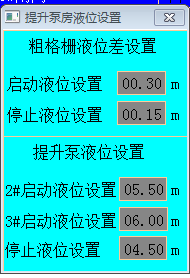 提升泵房液位设置
粗格栅液位差设置
启动液位设置 00.30 m
停止液位设置 00.15 m
提升泵液位设置
2#启动液位设置 05.50 m
3#启动液位设置 06.00 m
停止液位设置 04.50 m